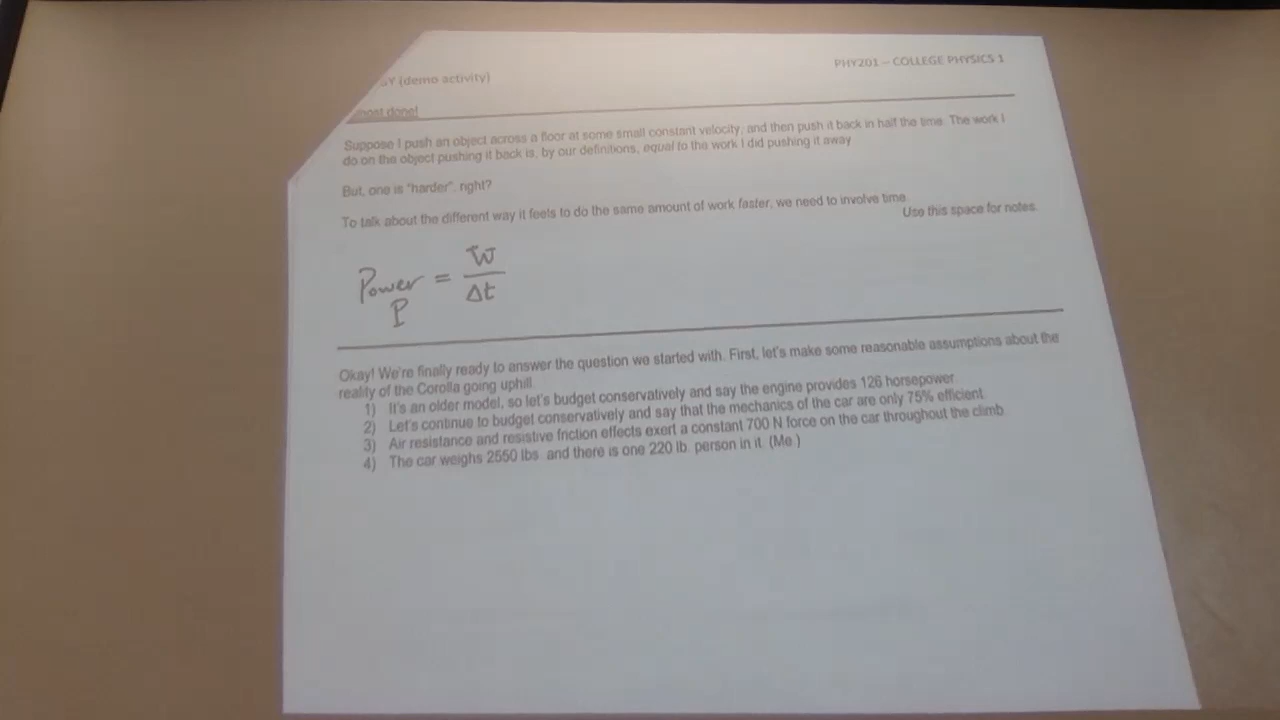 GY (demo activity)
PHY201 – COLLEGE PHYSICS 1
most done!
Suppose I push an object across a floor at some small constant velocity, and then push it back in half the time. The work I
do on the object pushing it back is, by our definitions, equal to the work I did pushing it away.
But, one is "harder", right?
To talk about the different way it feels to do the same amount of work faster, we need to involve time.
Use this space for notes.
Power = W
Δt
P
Okay! We're finally ready to answer the question we started with. First, let's make some reasonable assumptions about the
reality of the Corolla going uphill.
1) It's an older model, so let's budget conservatively and say the engine provides 126 horsepower.
2) Let's continue to budget conservatively and say that the mechanics of the car are only 75% efficient.
3) Air resistance and resistive friction effects exert a constant 700 N force on the car throughout the climb.
4) The car weighs 2550 lbs. and there is one 220 lb. person in it. (Me.)